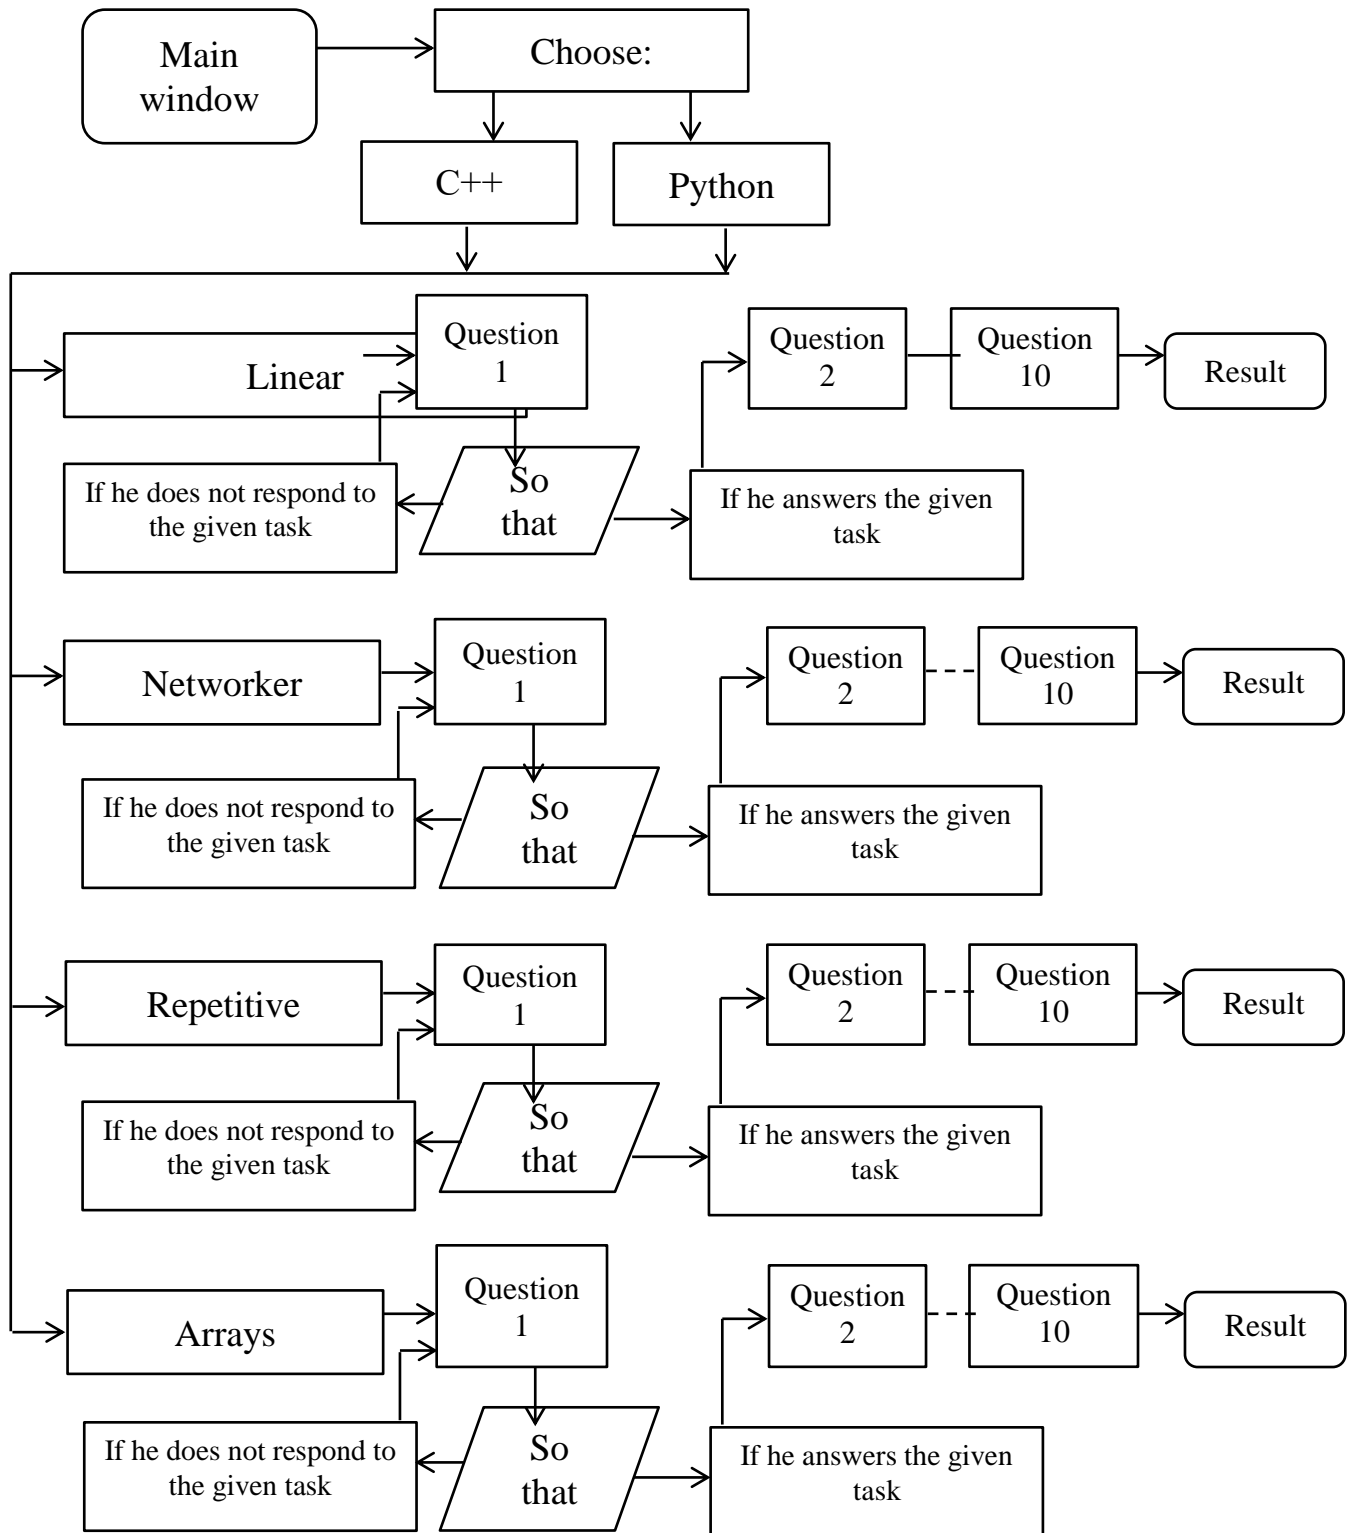 Main
window
Choose:
C++
Python
Linear
Question
1
Question
2
Question
10
Result
If he does not respond to
the given task
So
that
If he answers the given
task
Networker
Question
1
Question
2
Question
10
Result
If he does not respond to
the given task
So
that
If he answers the given
task
Repetitive
Question
1
Question
2
Question
10
Result
If he does not respond to
the given task
So
that
If he answers the given
task
Arrays
Question
1
Question
2
Question
10
Result
If he does not respond to
the given task
So
that
If he answers the given
task